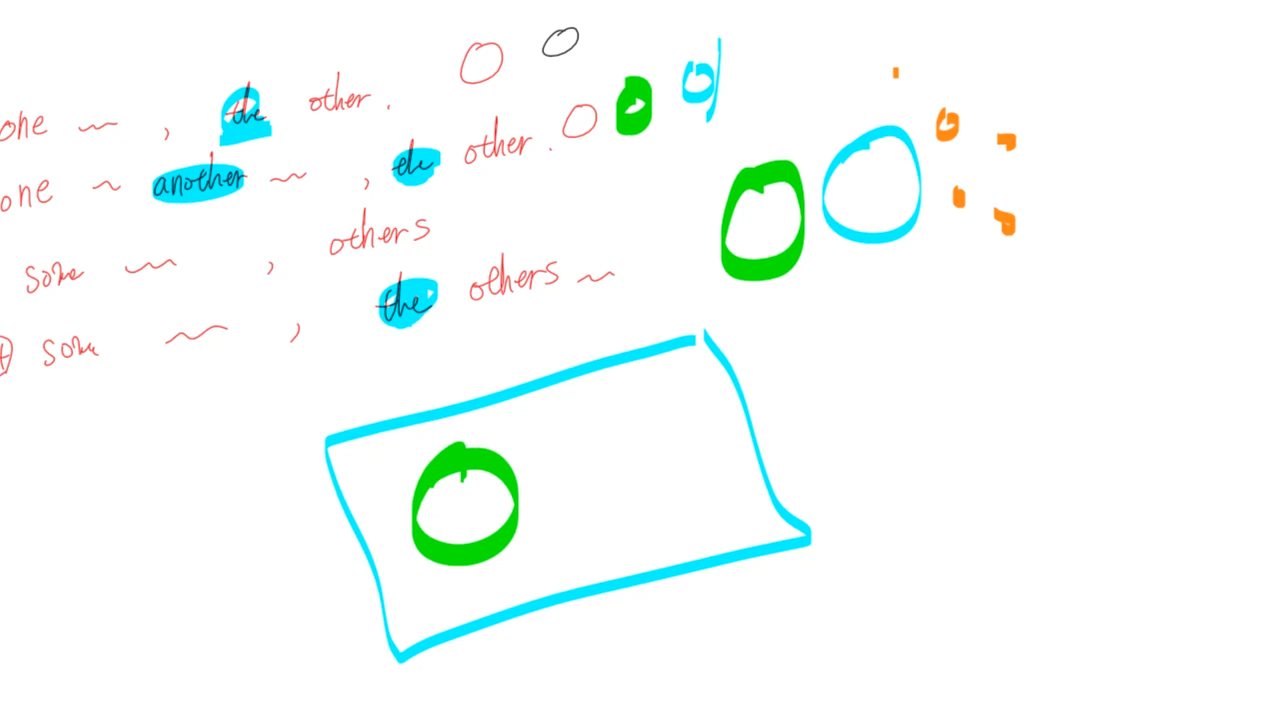 one ~ , the other .
one ~ another ~ , the other .
some ~ , others
some ~ , the others ~